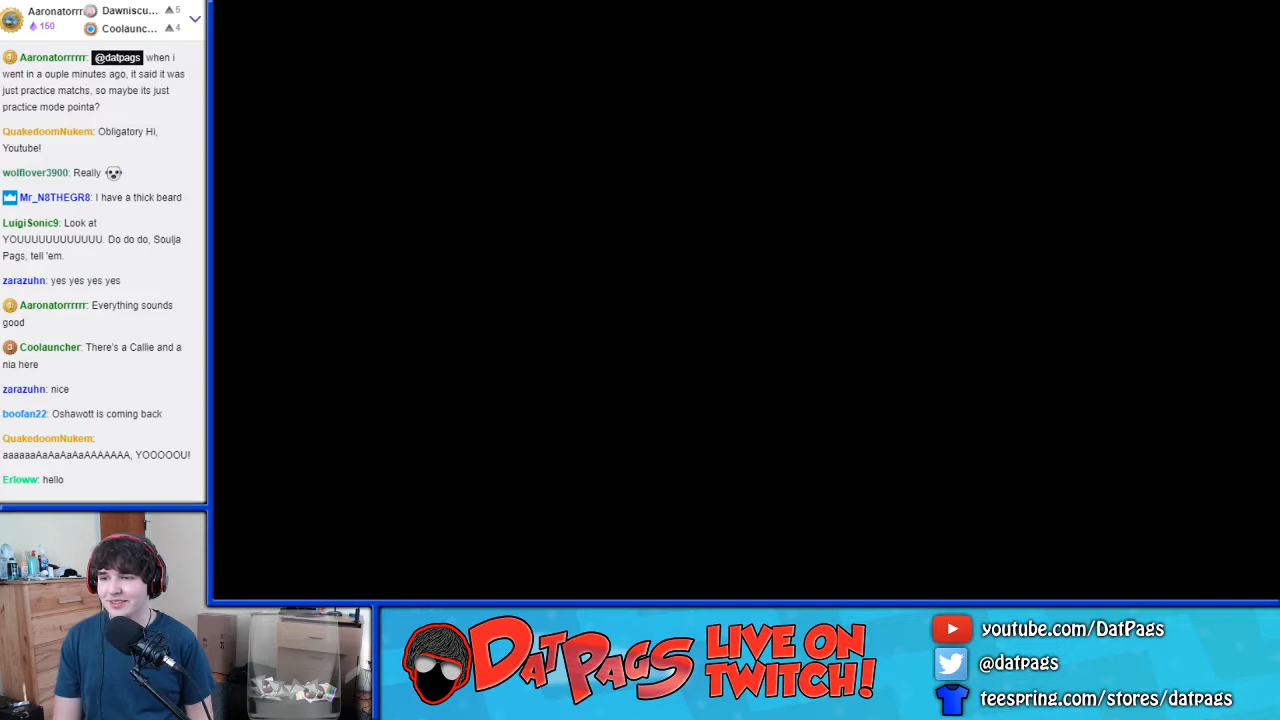 Aaronatorrr
150
Dawniscu... 5
Coolaunc... 4
Aaronatorrrrrr: @datpags when i
went in a ouple minutes ago, it said it was
just practice matchs, so maybe its just
practice mode pointa?
QuakedoomNukem: Obligatory Hi,
Youtube!
wolflover3900: Really
Mr_N8THEGR8: I have a thick beard
LuigiSonic9: Look at
YOUUUUUUUUUUUU. Do do do, Soulja
Pags, tell 'em.
zarazuhn: yes yes yes yes
Aaronatorrrrrr: Everything sounds
good
Coolauncher: There's a Callie and a
nia here
zarazuhn: nice
boofan22: Oshawott is coming back
QuakedoomNukem:
aaaaaaAaAaAaAaAAAAAAA, YOOOOOU!
Erloww: hello
DATPAGS LIVE ON
TWITCH!
youtube.com/DatPags
@datpags
teespring.com/stores/datpags